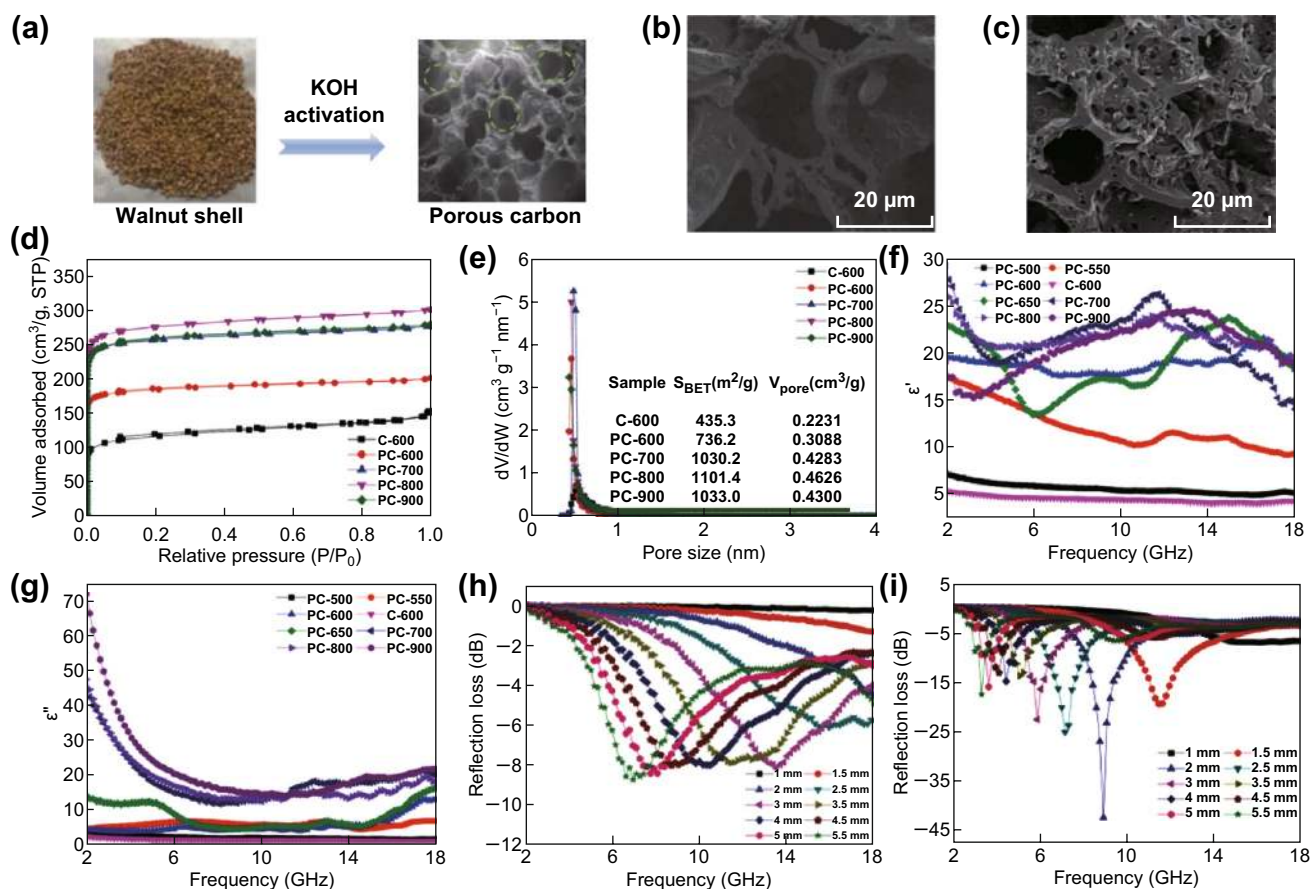 (a)
KOH
activation
Walnut shell
Porous carbon
(b)
20 µm
(c)
20 µm
(d)
Volume adsorbed (cm³/g, STP)
350
300
250
200
150
100
50
0
0.0 0.2 0.4 0.6 0.8 1.0
Relative pressure (P/P₀)
C-600
PC-600
PC-700
PC-800
PC-900
(e)
dV/dW (cm³ g⁻¹ nm⁻¹)
6
5
4
3
2
1
0
0 1 2 3 4
Pore size (nm)
C-600
PC-600
PC-700
PC-800
PC-900
Sample S_BET(m²/g) V_pore(cm³/g)
C-600 435.3 0.2231
PC-600 736.2 0.3088
PC-700 1030.2 0.4283
PC-800 1101.4 0.4626
PC-900 1033.0 0.4300
(f)
ε'
30
25
20
15
10
5
2 6 10 14 18
Frequency (GHz)
PC-500 PC-550
PC-600 C-600
PC-650 PC-700
PC-800 PC-900
(g)
ε''
70
60
50
40
30
20
10
0
2 6 10 14 18
Frequency (GHz)
PC-500 PC-550
PC-600 C-600
PC-650 PC-700
PC-800 PC-900
(h)
Reflection loss (dB)
0
−2
−4
−6
−8
−10
−12
2 6 10 14 18
Frequency (GHz)
1 mm 1.5 mm
2 mm 2.5 mm
3 mm 3.5 mm
4 mm 4.5 mm
5 mm 5.5 mm
(i)
Reflection loss (dB)
5
−5
−15
−25
−35
−45
2 6 10 14 18
Frequency (GHz)
1 mm 1.5 mm
2 mm 2.5 mm
3 mm 3.5 mm
4 mm 4.5 mm
5 mm 5.5 mm